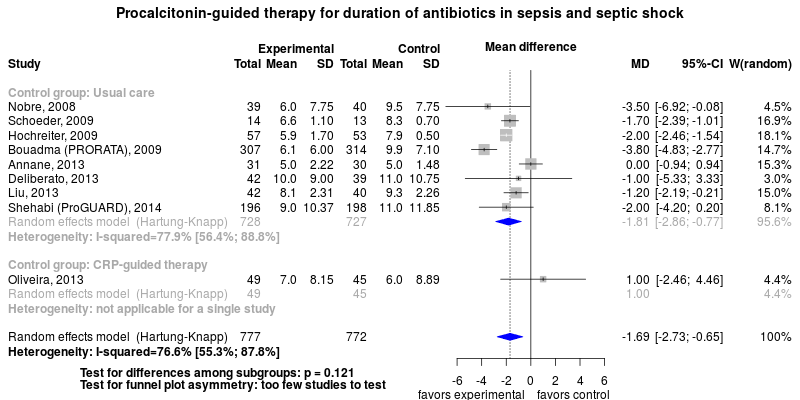 Procalcitonin-guided therapy for duration of antibiotics in sepsis and septic shock
Experimental Control Mean difference
Study Total Mean SD Total Mean SD MD 95%-CI W(random)
Control group: Usual care
Nobre, 2008 39 6.0 7.75 40 9.5 7.75 -3.50 [-6.92; -0.08] 4.5%
Schoeder, 2009 14 6.6 1.10 13 8.3 0.70 -1.70 [-2.39; -1.01] 16.9%
Hochreiter, 2009 57 5.9 1.70 53 7.9 0.50 -2.00 [-2.46; -1.54] 18.1%
Bouadma (PRORATA), 2009 307 6.1 6.00 314 9.9 7.10 -3.80 [-4.83; -2.77] 14.7%
Annane, 2013 31 5.0 2.22 30 5.0 1.48 0.00 [-0.94; 0.94] 15.3%
Deliberato, 2013 42 10.0 9.00 39 11.0 10.75 -1.00 [-5.33; 3.33] 3.0%
Liu, 2013 42 8.1 2.31 40 9.3 2.26 -1.20 [-2.19; -0.21] 15.0%
Shehabi (ProGUARD), 2014 196 9.0 10.37 198 11.0 11.85 -2.00 [-4.20; 0.20] 8.1%
Random effects model (Hartung-Knapp) 728 727 -1.81 [-2.86; -0.77] 95.6%
Heterogeneity: I-squared=77.9% [56.4%; 88.8%]
Control group: CRP-guided therapy
Oliveira, 2013 49 7.0 8.15 45 6.0 8.89 1.00 [-2.46; 4.46] 4.4%
Random effects model (Hartung-Knapp) 49 45 1.00 4.4%
Heterogeneity: not applicable for a single study
Random effects model (Hartung-Knapp) 777 772 -1.69 [-2.73; -0.65] 100%
Heterogeneity: I-squared=76.6% [55.3%; 87.8%]
Test for differences among subgroups: p = 0.121
Test for funnel plot asymmetry: too few studies to test
-6 -4 -2 0 2 4 6
favors experimental favors control